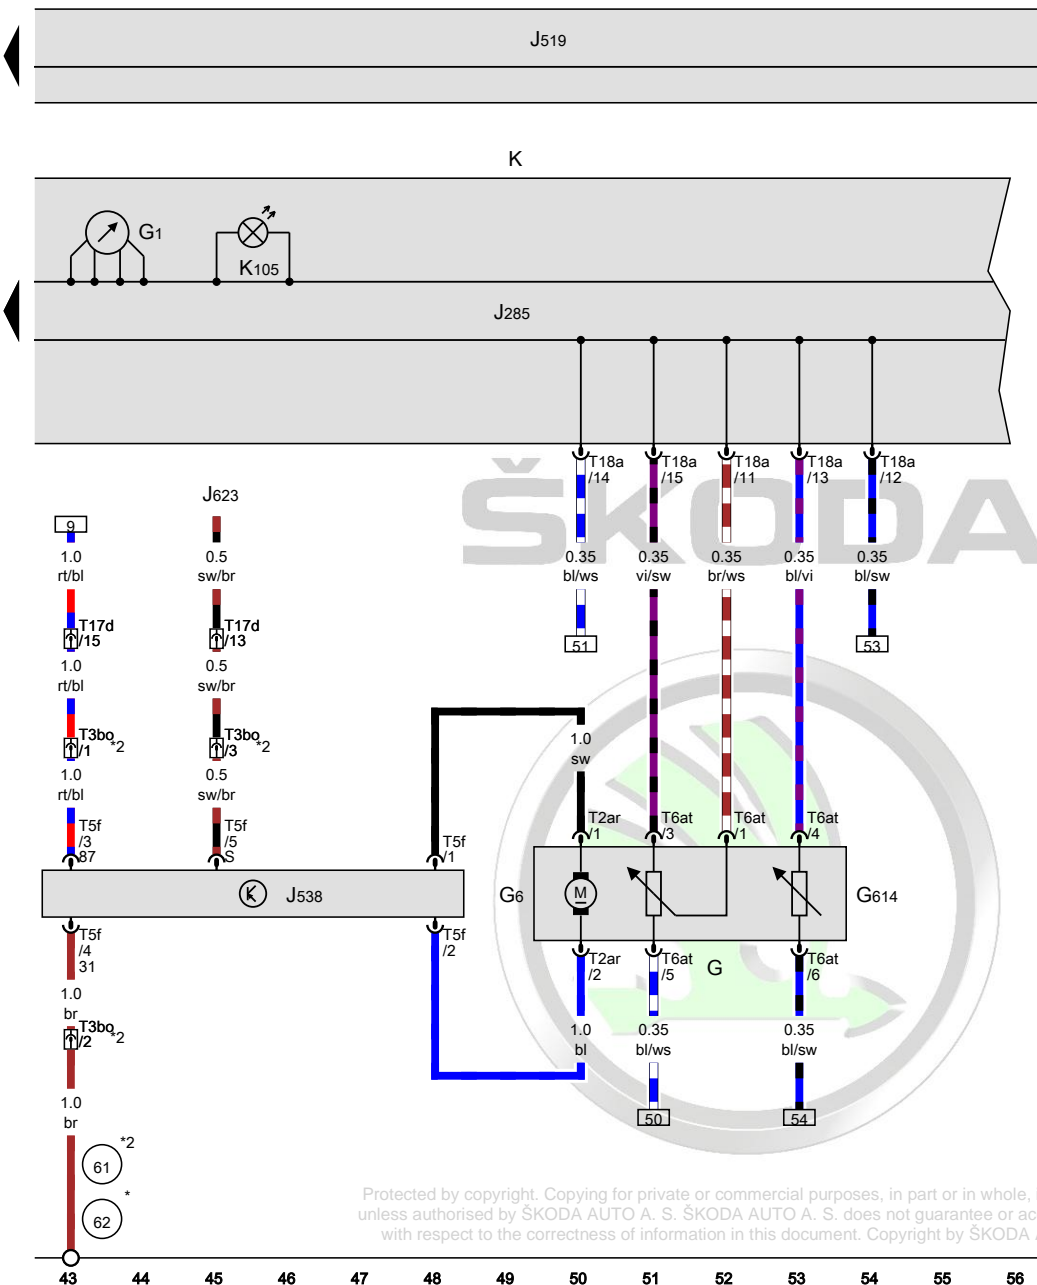 J519
K
G1
K105
J285
T18a
/14
T18a
/15
T18a
/11
T18a
/13
T18a
/12
ŠKODA
J623
9
1.0
rt/bl
0.5
sw/br
0.35
bl/ws
0.35
vi/sw
0.35
br/ws
0.35
bl/vi
0.35
bl/sw
T17d
/15
T17d
/13
51
53
1.0
rt/bl
0.5
sw/br
T3bo
/1
*2
T3bo
/3
*2
1.0
sw
1.0
rt/bl
0.5
sw/br
T5f
/3
87
T5f
/5
S
T5f
/1
T2ar
/1
T6at
/3
T6at
/1
T6at
/4
K
J538
G6
M
G614
T5f
/4
31
T5f
/2
T2ar
/2
T6at
/5
G
T6at
/6
1.0
br
1.0
bl
0.35
bl/ws
0.35
bl/sw
T3bo
/2
*2
1.0
br
50
54
61
*2
62
*
Protected by copyright. Copying for private or commercial purposes, in part or in whole,
unless authorised by ŠKODA AUTO A. S. ŠKODA AUTO A. S. does not guarantee or ac
with respect to the correctness of information in this document. Copyright by ŠKODA
43 44 45 46 47 48 49 50 51 52 53 54 55 56